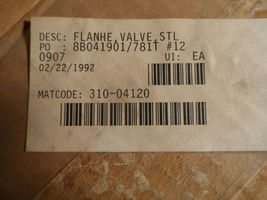 DESC: FLANHE,VALVE,STL
PO : 8B041901/781T #12
0907 UI: EA
02/22/1992
MATCODE: 310-04120